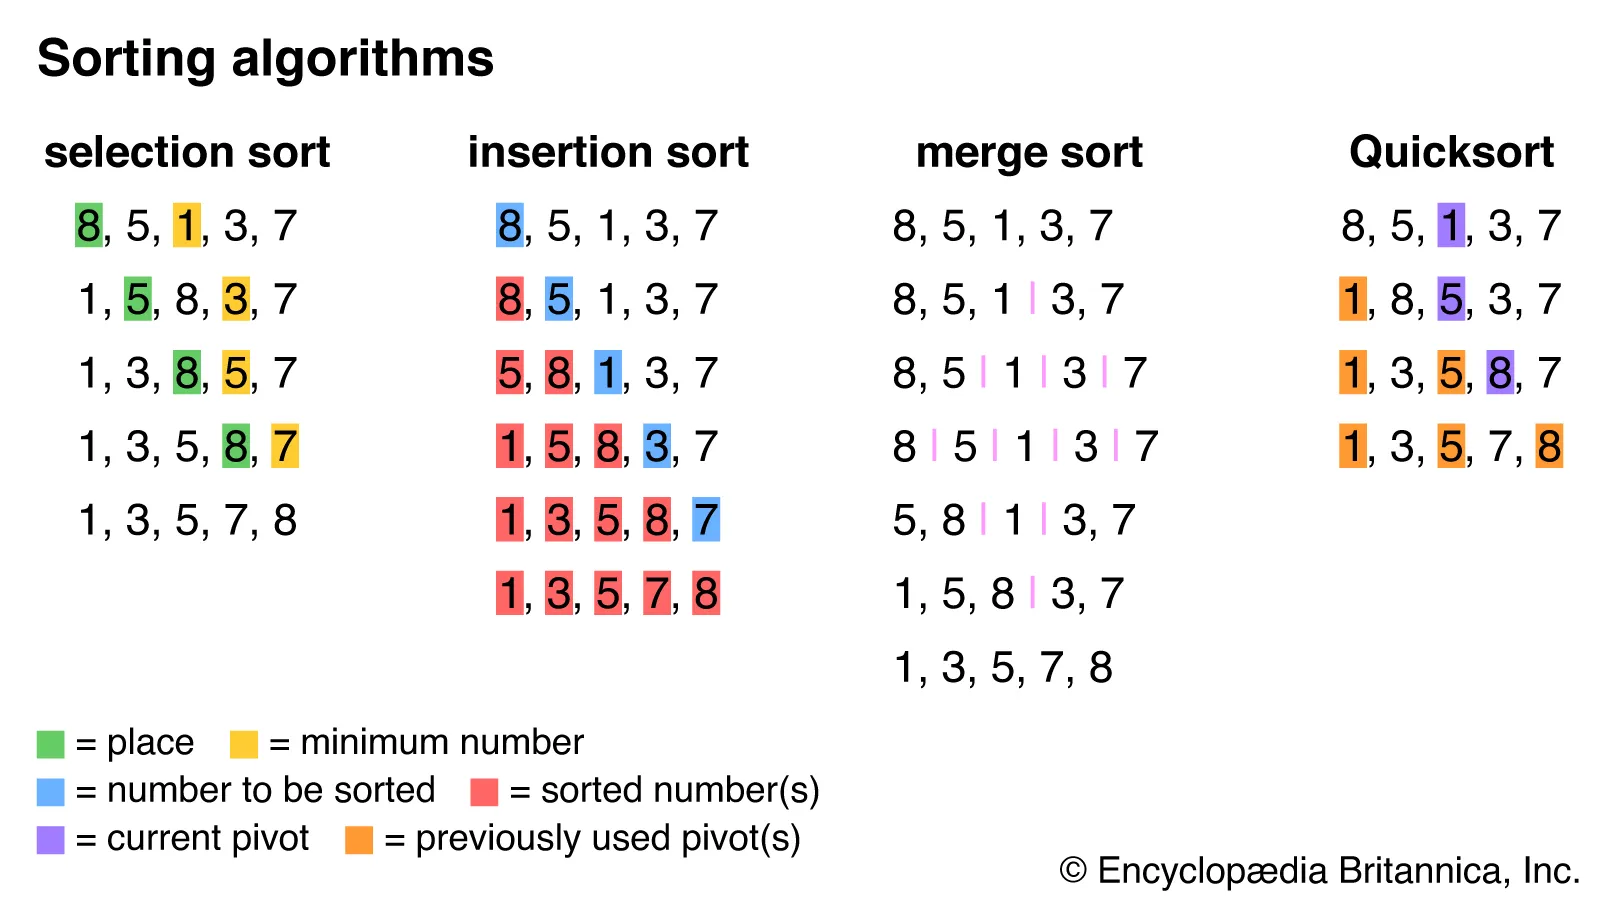 Sorting algorithms
selection sort
8, 5, 1, 3, 7
1, 5, 8, 3, 7
1, 3, 8, 5, 7
1, 3, 5, 8, 7
1, 3, 5, 7, 8
insertion sort
8, 5, 1, 3, 7
8, 5, 1, 3, 7
5, 8, 1, 3, 7
1, 5, 8, 3, 7
1, 3, 5, 8, 7
1, 3, 5, 7, 8
merge sort
8, 5, 1, 3, 7
8, 5, 1 | 3, 7
8, 5 | 1 | 3 | 7
8 | 5 | 1 | 3 | 7
5, 8 | 1 | 3, 7
1, 5, 8 | 3, 7
1, 3, 5, 7, 8
Quicksort
8, 5, 1, 3, 7
1, 8, 5, 3, 7
1, 3, 5, 8, 7
1, 3, 5, 7, 8
= place = minimum number
= number to be sorted = sorted number(s)
= current pivot = previously used pivot(s)
© Encyclopædia Britannica, Inc.